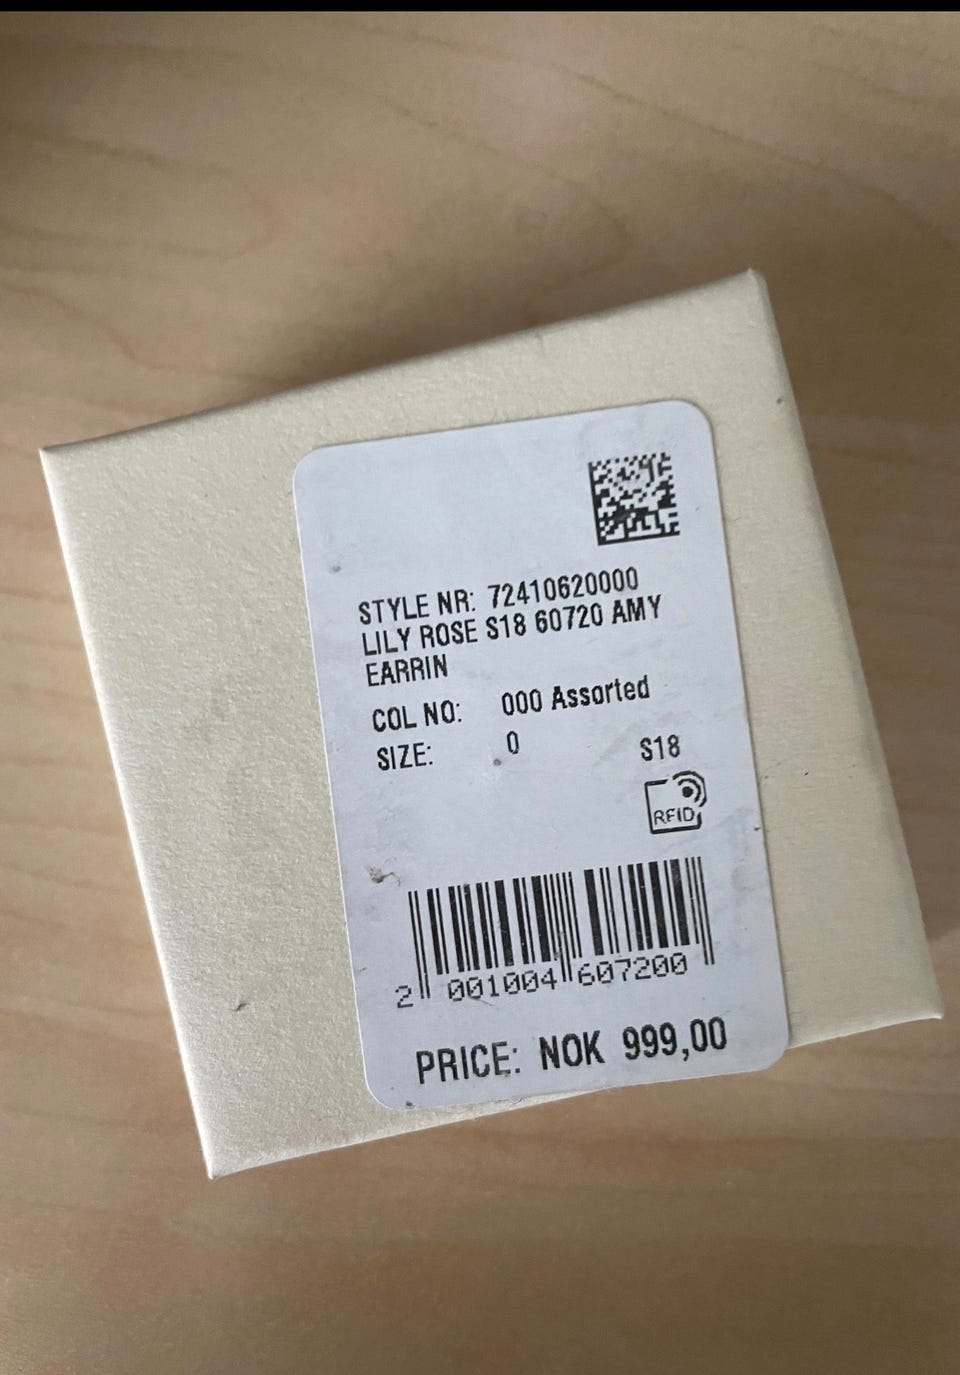 STYLE NR: 72410620000
LILY ROSE S18 60720 AMY
EARRIN
COL NO: 000 Assorted
SIZE: 0
S18
RFID
2 001004 607200
PRICE: NOK 999,00